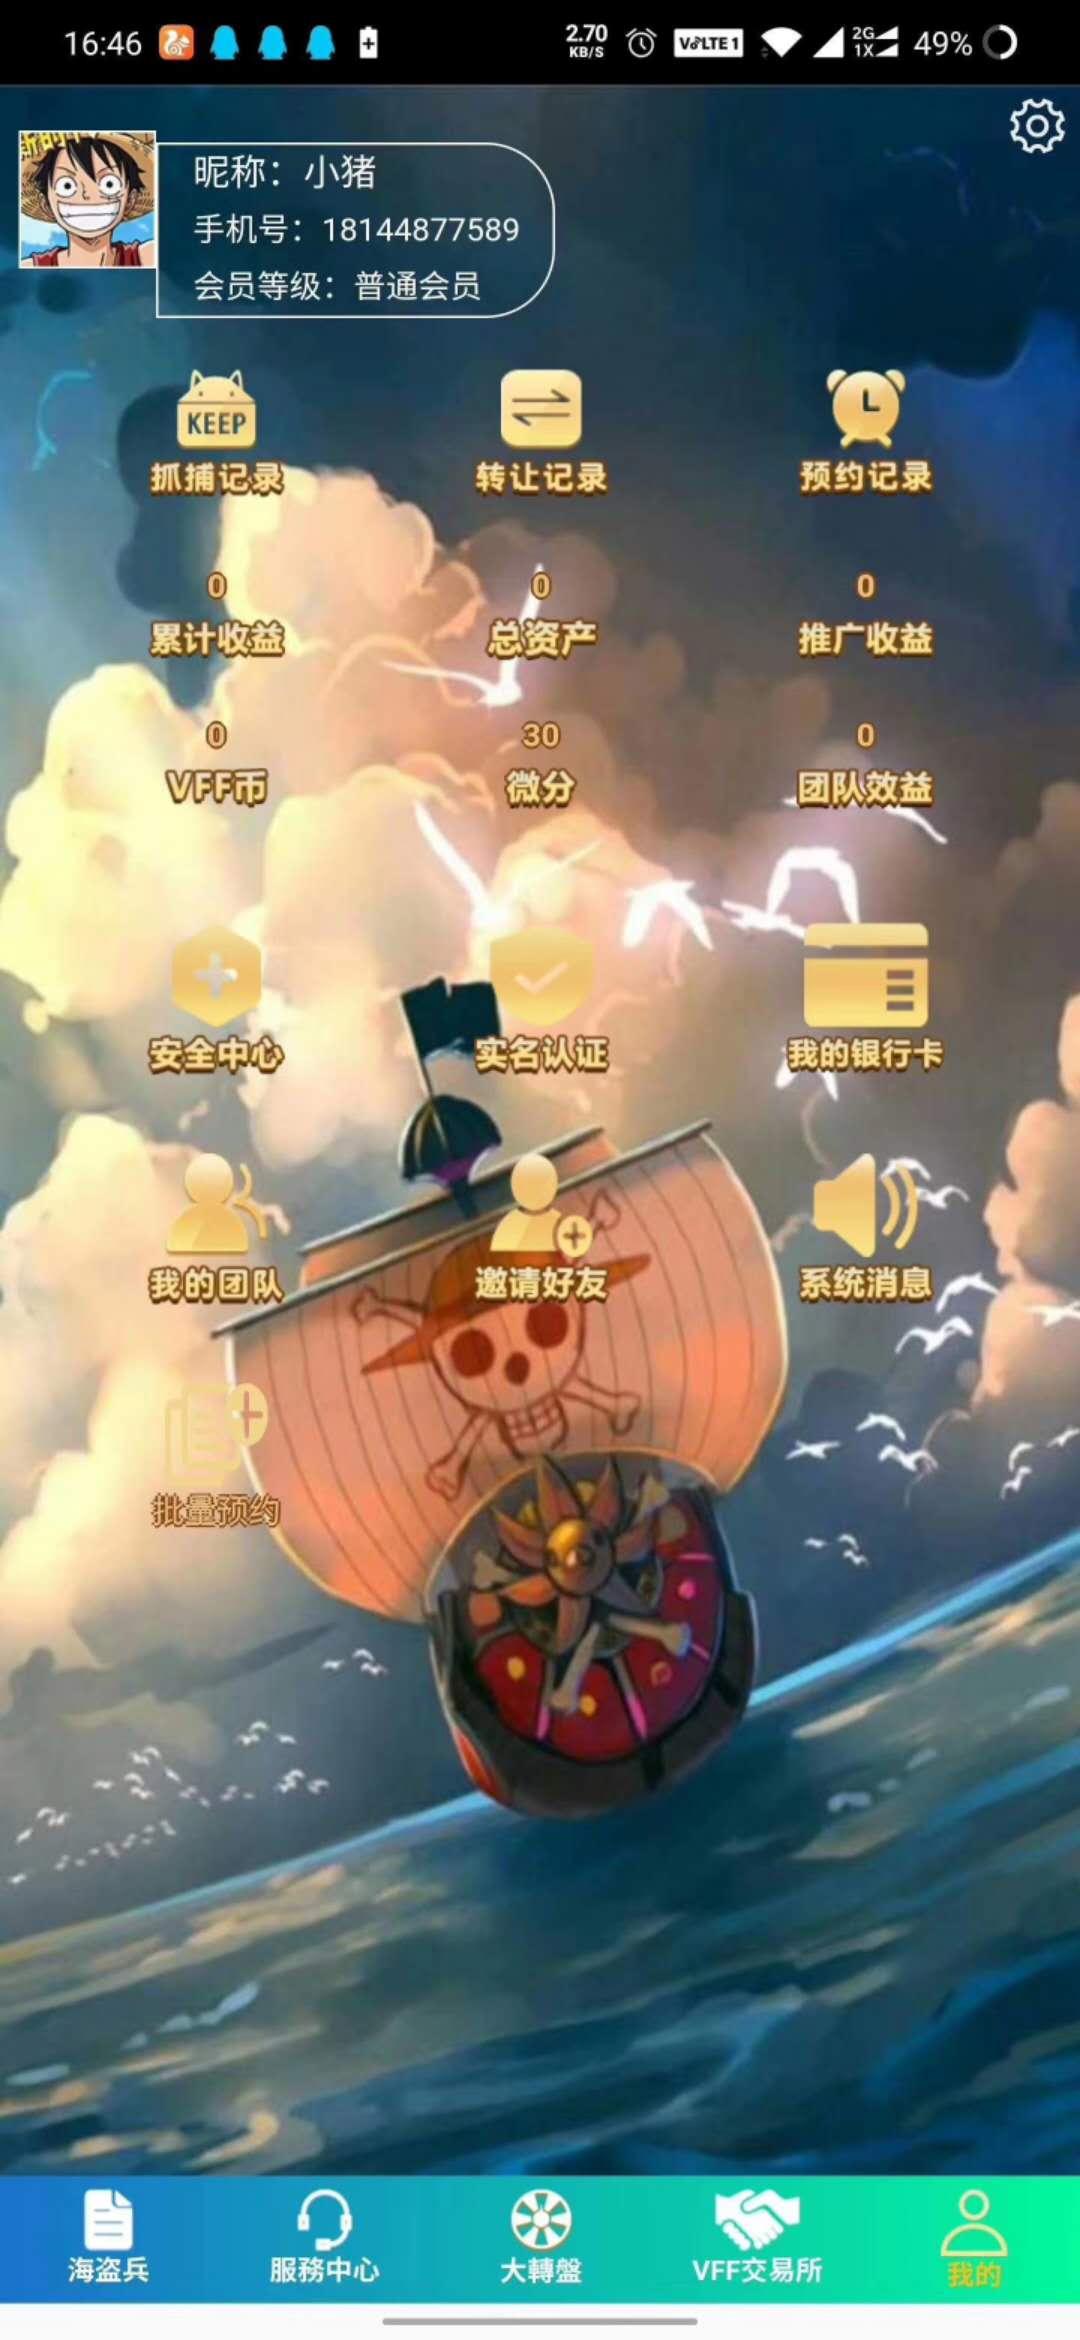 16:46
2.70
KB/S
VoLTE 1
2G
1X
49%
昵称：小猪
手机号：18144877589
会员等级：普通会员
KEEP
抓捕记录 转让记录 预约记录
0 0 0
累计收益 总资产 推广收益
0 30 0
VFF币 微分 团队效益
安全中心 实名认证 我的银行卡
我的团队 邀请好友 系统消息
批量预约
海盗兵 服務中心 大轉盤 VFF交易所 我的